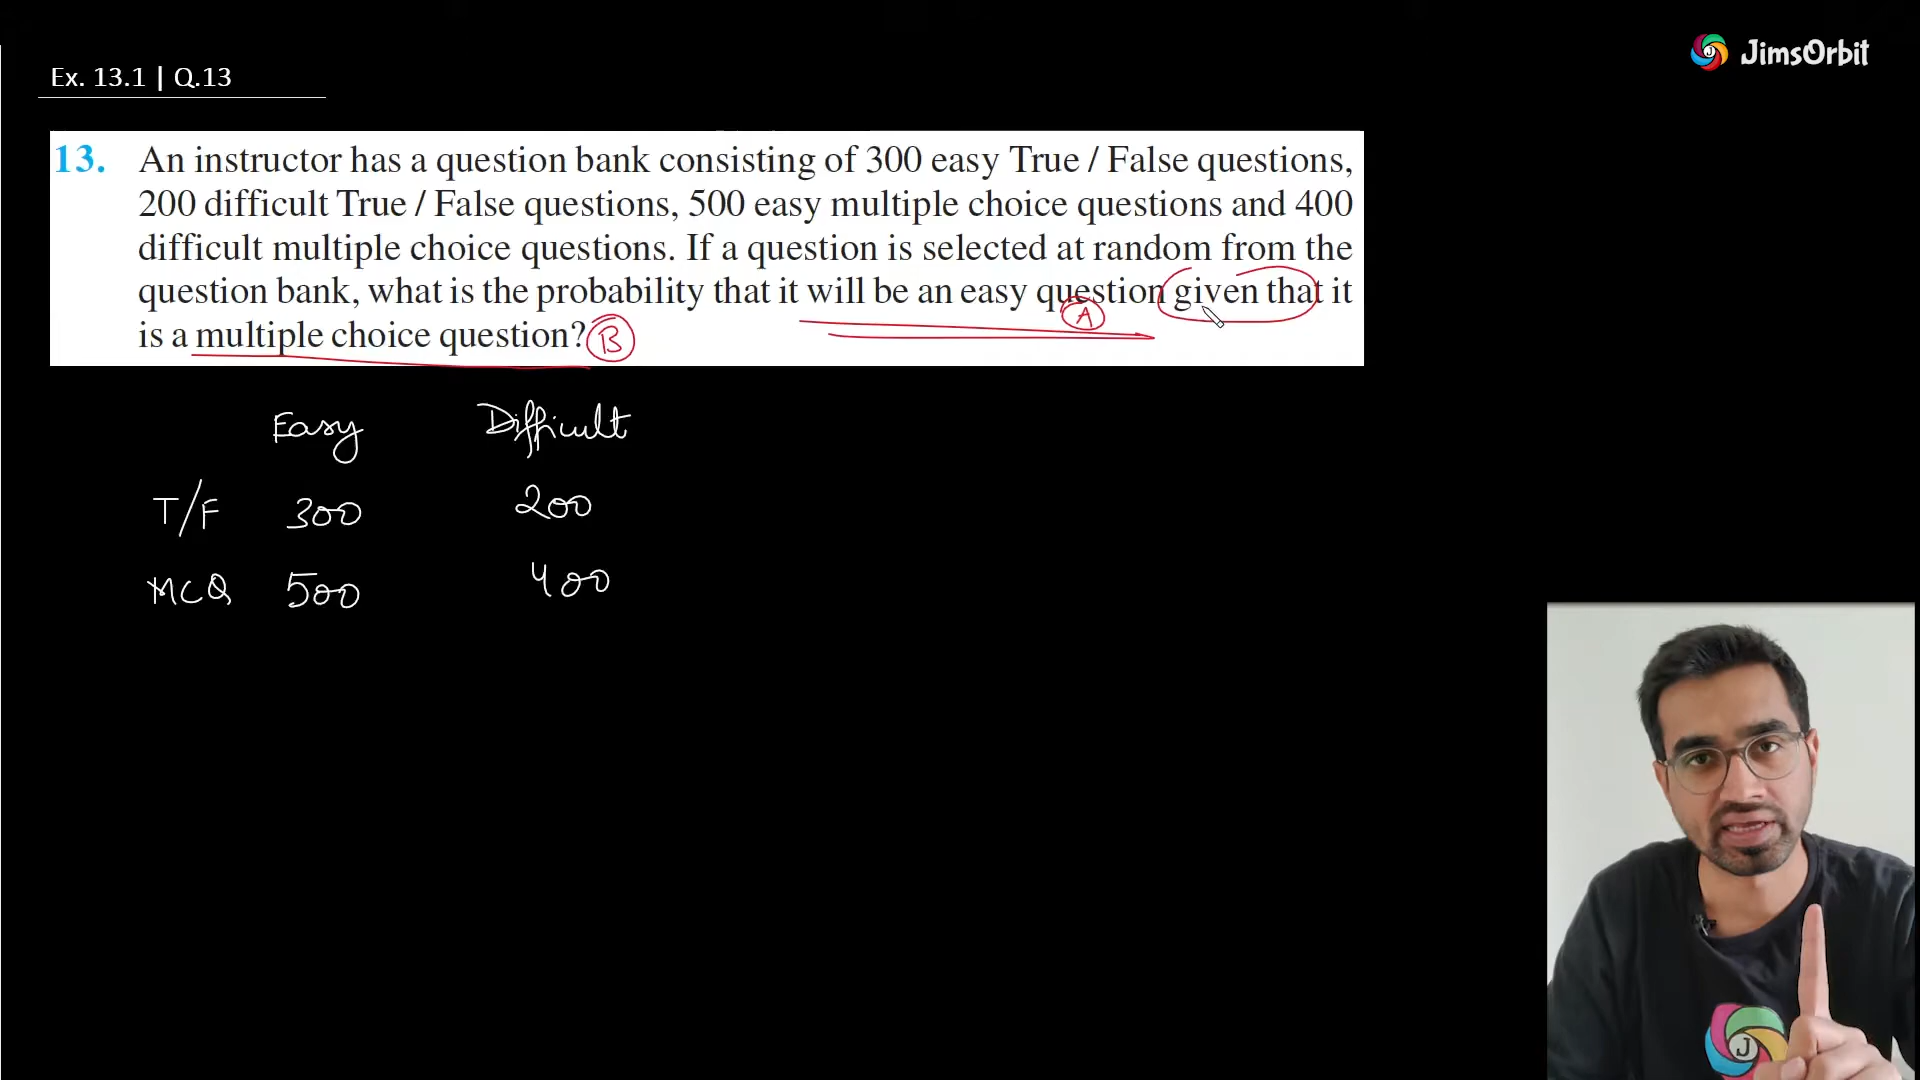 JimsOrbit
Ex. 13.1 | Q.13
13. An instructor has a question bank consisting of 300 easy True / False questions,
200 difficult True / False questions, 500 easy multiple choice questions and 400
difficult multiple choice questions. If a question is selected at random from the
question bank, what is the probability that it will be an easy question given that it
A
is a multiple choice question? B
Easy Difficult
T/F 300 200
MCQ 500 400
J